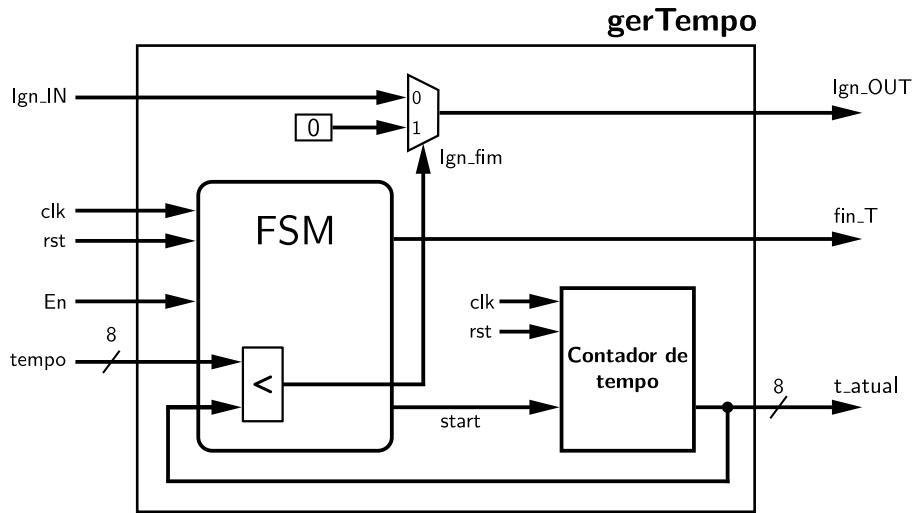 gerTempo
Ign_IN
0
Ign_OUT
0
1
Ign_fim
clk
FSM
fin_T
rst
En
clk
rst
8
tempo
<
Contador de
tempo
8
t_atual
start